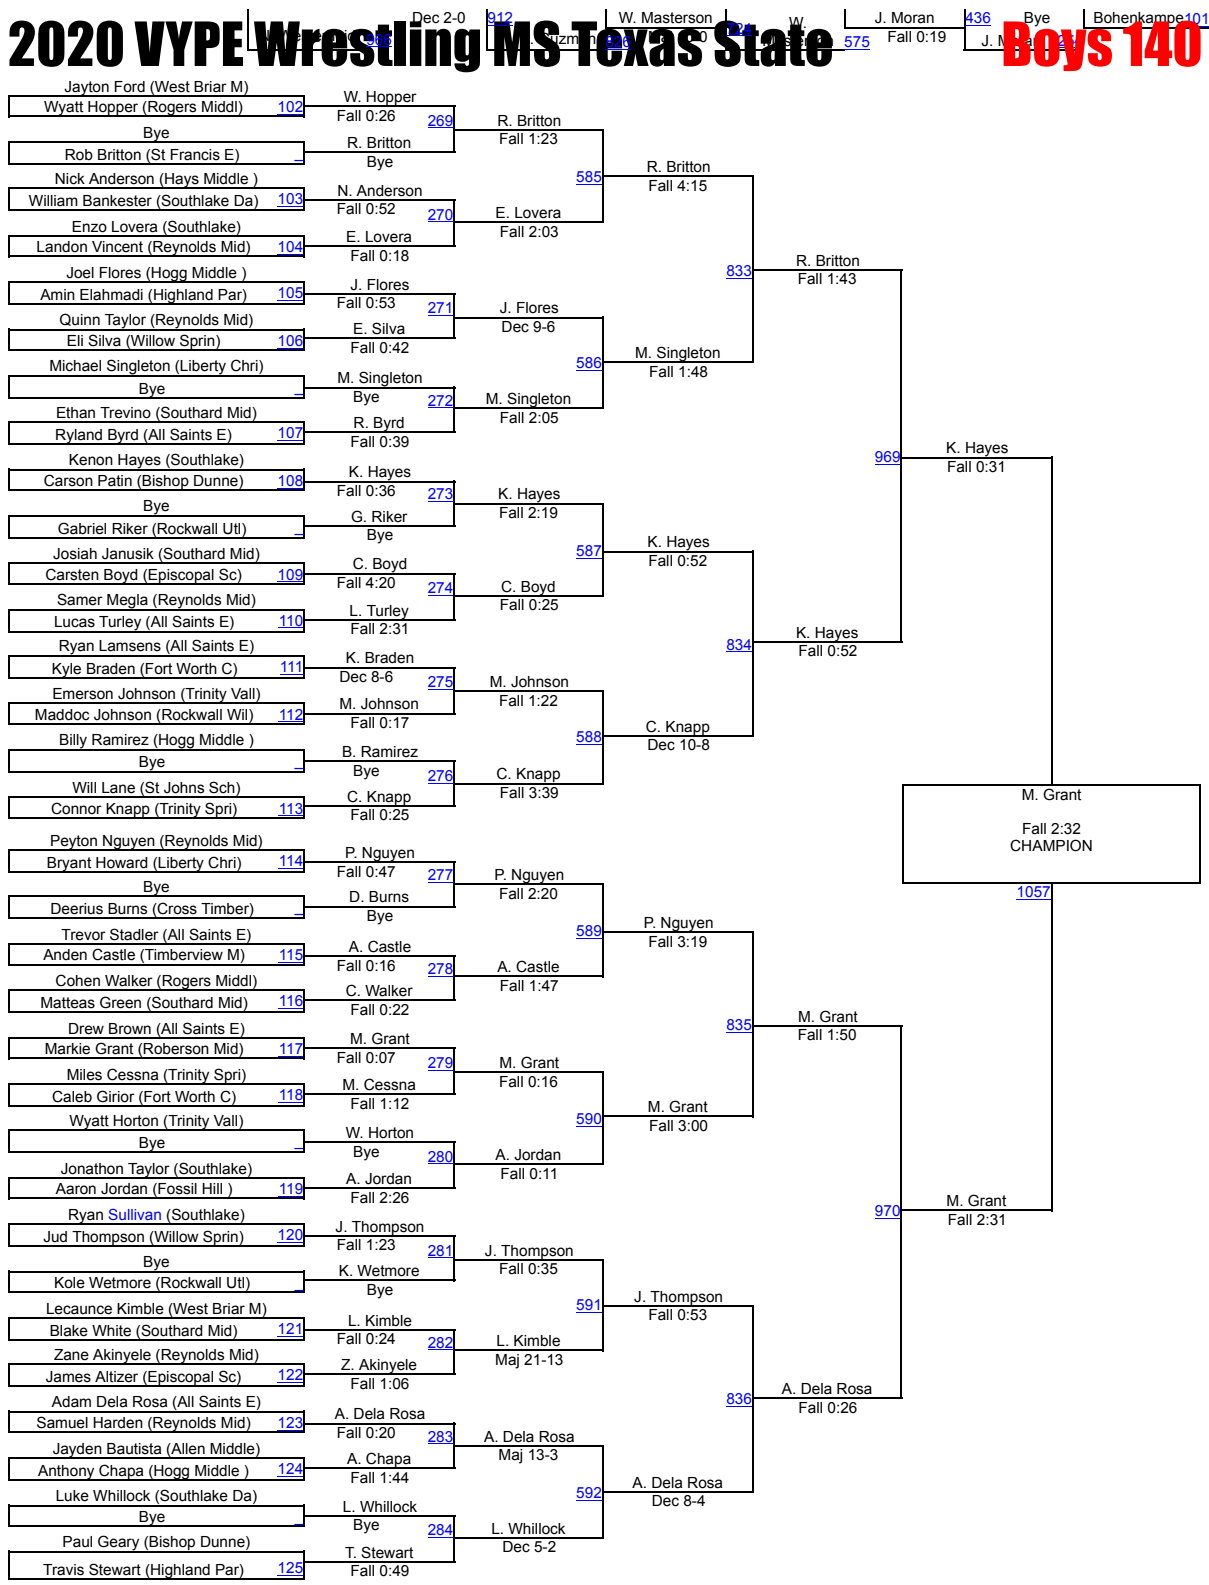 Dec 2-0 912 W. Masterson W. J. Moran 436 Bye Bohenkampe 101
575 Fall 0:19
2020 VYPE Wrestling MS Texas State Boys 140
Jayton Ford (West Briar M)
Wyatt Hopper (Rogers Middl) 102
W. Hopper
Fall 0:26 269
Bye
Rob Britton (St Francis E)
R. Britton
Bye
R. Britton
Fall 1:23
585
Nick Anderson (Hays Middle )
William Bankester (Southlake Da) 103
N. Anderson
Fall 0:52 270
Enzo Lovera (Southlake)
Landon Vincent (Reynolds Mid) 104
E. Lovera
Fall 0:18
E. Lovera
Fall 2:03
R. Britton
Fall 4:15
833
Joel Flores (Hogg Middle )
Amin Elahmadi (Highland Par) 105
J. Flores
Fall 0:53 271
Quinn Taylor (Reynolds Mid)
Eli Silva (Willow Sprin) 106
E. Silva
Fall 0:42
J. Flores
Dec 9-6
586
Michael Singleton (Liberty Chri)
Bye
M. Singleton
Bye 272
Ethan Trevino (Southard Mid)
Ryland Byrd (All Saints E) 107
R. Byrd
Fall 0:39
M. Singleton
Fall 2:05
M. Singleton
Fall 1:48
R. Britton
Fall 1:43
969
Kenon Hayes (Southlake)
Carson Patin (Bishop Dunne) 108
K. Hayes
Fall 0:36 273
Bye
Gabriel Riker (Rockwall Utl)
G. Riker
Bye
K. Hayes
Fall 2:19
587
Josiah Janusik (Southard Mid)
Carsten Boyd (Episcopal Sc) 109
C. Boyd
Fall 4:20 274
Samer Megla (Reynolds Mid)
Lucas Turley (All Saints E) 110
L. Turley
Fall 2:31
C. Boyd
Fall 0:25
K. Hayes
Fall 0:52
834
Ryan Lamsens (All Saints E)
Kyle Braden (Fort Worth C) 111
K. Braden
Dec 8-6 275
Emerson Johnson (Trinity Vall)
Maddoc Johnson (Rockwall Wil) 112
M. Johnson
Fall 0:17
M. Johnson
Fall 1:22
588
Billy Ramirez (Hogg Middle )
Bye
B. Ramirez
Bye 276
Will Lane (St Johns Sch)
Connor Knapp (Trinity Spri) 113
C. Knapp
Fall 0:25
C. Knapp
Fall 3:39
C. Knapp
Dec 10-8
K. Hayes
Fall 0:52
K. Hayes
Fall 0:31
M. Grant
Fall 2:32
CHAMPION
1057
Peyton Nguyen (Reynolds Mid)
Bryant Howard (Liberty Chri) 114
P. Nguyen
Fall 0:47 277
Bye
Deerius Burns (Cross Timber)
D. Burns
Bye
P. Nguyen
Fall 2:20
589
Trevor Stadler (All Saints E)
Anden Castle (Timberview M) 115
A. Castle
Fall 0:16 278
Cohen Walker (Rogers Middl)
Matteas Green (Southard Mid) 116
C. Walker
Fall 0:22
A. Castle
Fall 1:47
P. Nguyen
Fall 3:19
835
Drew Brown (All Saints E)
Markie Grant (Roberson Mid) 117
M. Grant
Fall 0:07 279
Miles Cessna (Trinity Spri)
Caleb Girior (Fort Worth C) 118
M. Cessna
Fall 1:12
M. Grant
Fall 0:16
590
Wyatt Horton (Trinity Vall)
Bye
W. Horton
Bye 280
Jonathon Taylor (Southlake)
Aaron Jordan (Fossil Hill ) 119
A. Jordan
Fall 2:26
A. Jordan
Fall 0:11
M. Grant
Fall 3:00
M. Grant
Fall 1:50
970
Ryan Sullivan (Southlake)
Jud Thompson (Willow Sprin) 120
J. Thompson
Fall 1:23 281
Bye
Kole Wetmore (Rockwall Utl)
K. Wetmore
Bye
J. Thompson
Fall 0:35
591
Lecaunce Kimble (West Briar M)
Blake White (Southard Mid) 121
L. Kimble
Fall 0:24 282
Zane Akinyele (Reynolds Mid)
James Altizer (Episcopal Sc) 122
Z. Akinyele
Fall 1:06
L. Kimble
Maj 21-13
J. Thompson
Fall 0:53
836
Adam Dela Rosa (All Saints E)
Samuel Harden (Reynolds Mid) 123
A. Dela Rosa
Fall 0:20 283
Jayden Bautista (Allen Middle)
Anthony Chapa (Hogg Middle ) 124
A. Chapa
Fall 1:44
A. Dela Rosa
Maj 13-3
592
Luke Whillock (Southlake Da)
Bye
L. Whillock
Bye 284
Paul Geary (Bishop Dunne)
Travis Stewart (Highland Par) 125
T. Stewart
Fall 0:49
L. Whillock
Dec 5-2
A. Dela Rosa
Dec 8-4
A. Dela Rosa
Fall 0:26
M. Grant
Fall 2:31